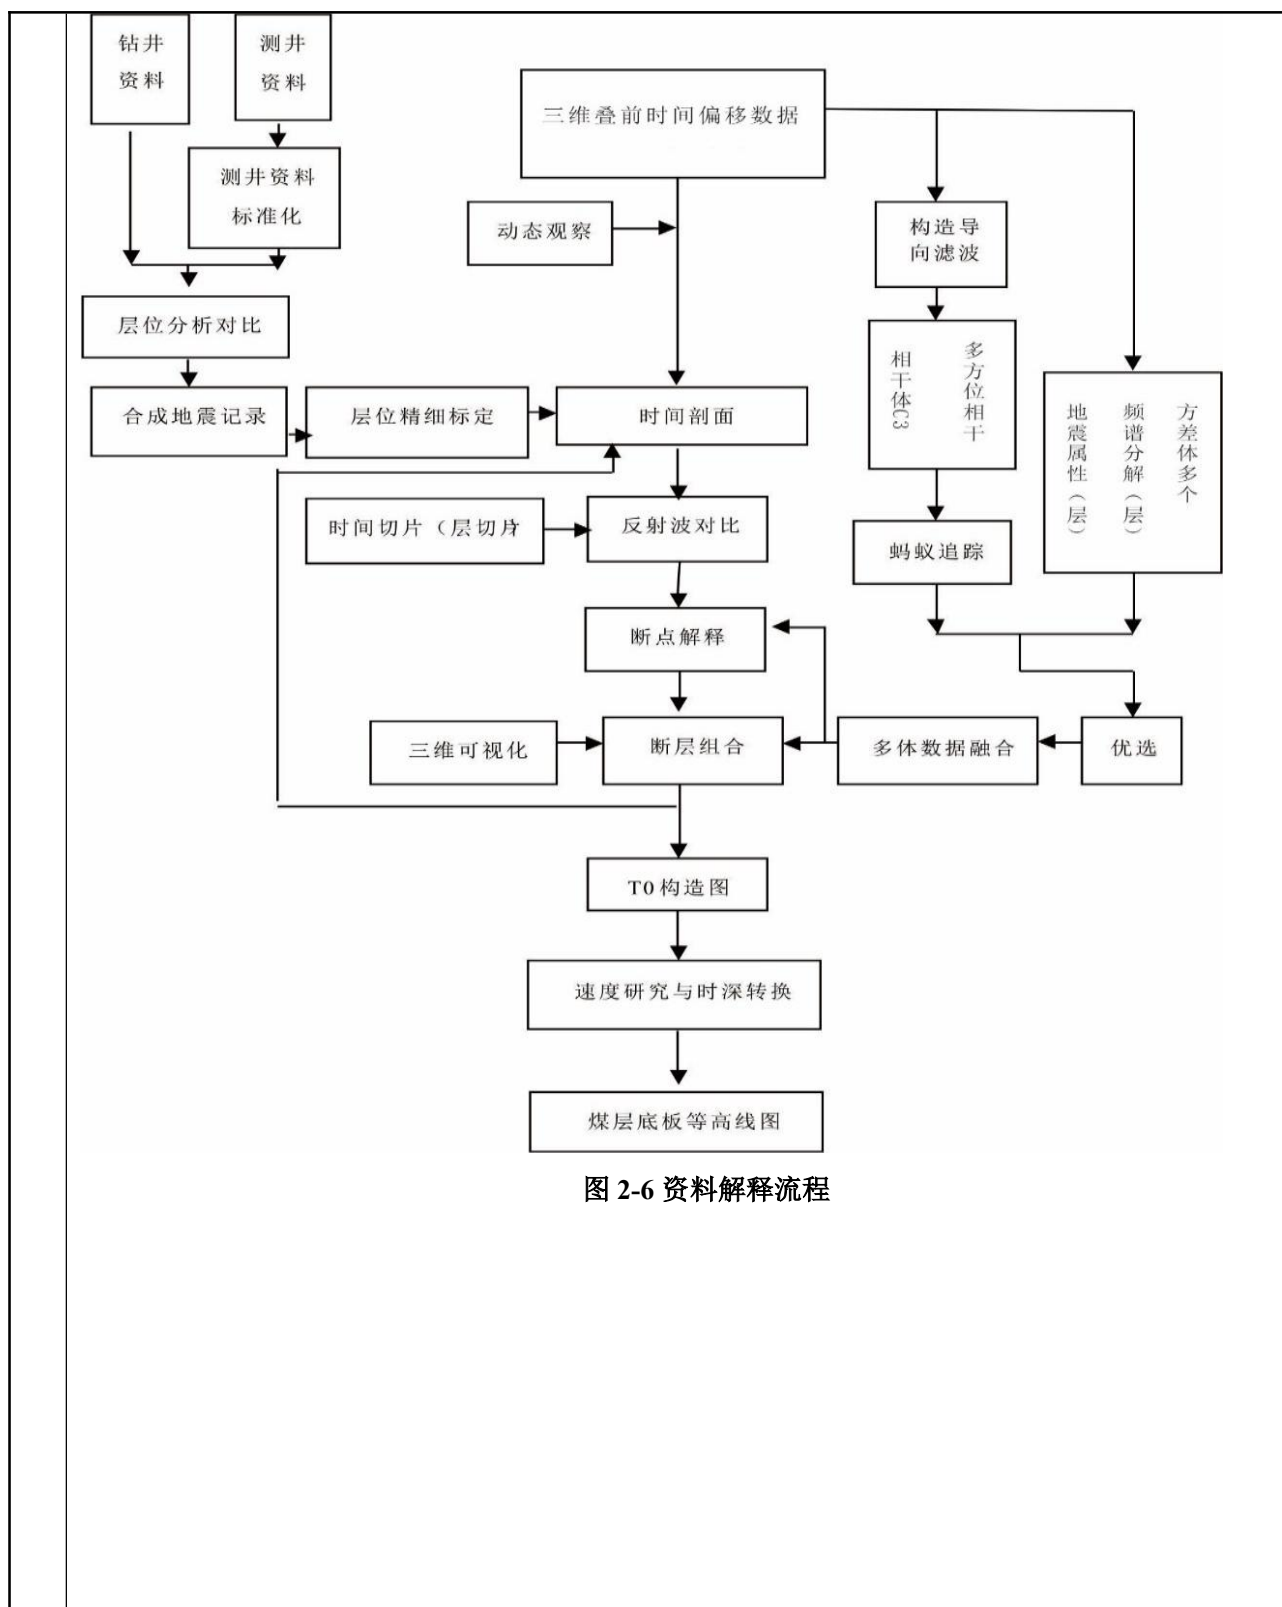 钻井
资料
测井
资料
三维叠前时间偏移数据
测井资料
标准化
动态观察
构造导
向滤波
层位分析对比
相干体C3
多方位相干
地震属性（层）
频谱分解（层）
方差体多个
合成地震记录
层位精细标定
时间剖面
时间切片（层切片）
反射波对比
蚂蚁追踪
断点解释
三维可视化
断层组合
多体数据融合
优选
T0构造图
速度研究与时深转换
煤层底板等高线图
图 2-6 资料解释流程